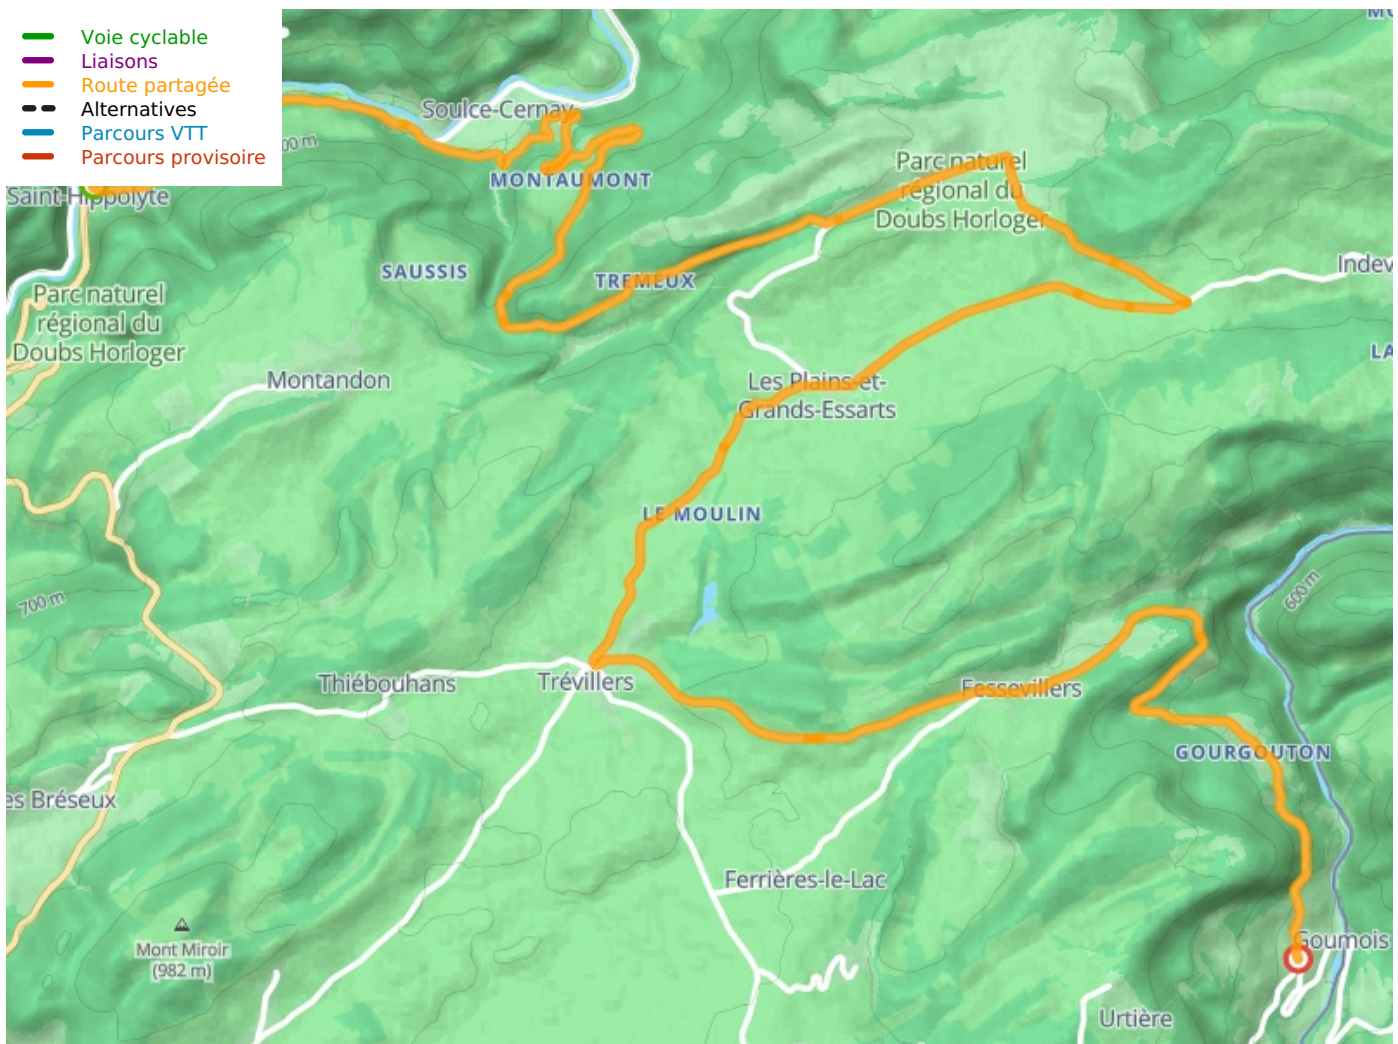 Voie cyclable
Liaisons
Route partagée
Alternatives
Parcours VTT
Parcours provisoire
Soulce-Cernay
00 m
MONTAUMONT
Parc naturel
régional du
Doubs Horloger
Saint-Hippolyte
SAUSSIS
TREMEUX
Indev
Parc naturel
régional du
Doubs Horloger
LA
Montandon
Les Plains-et-
Grands-Essarts
LE MOULIN
600 m
700 m
Thiébouhans
Trévillers
Fessevillers
GOURGOUTON
es Bréseux
Ferrières-le-Lac
Mont Miroir
(982 m)
Goumois
Urtière